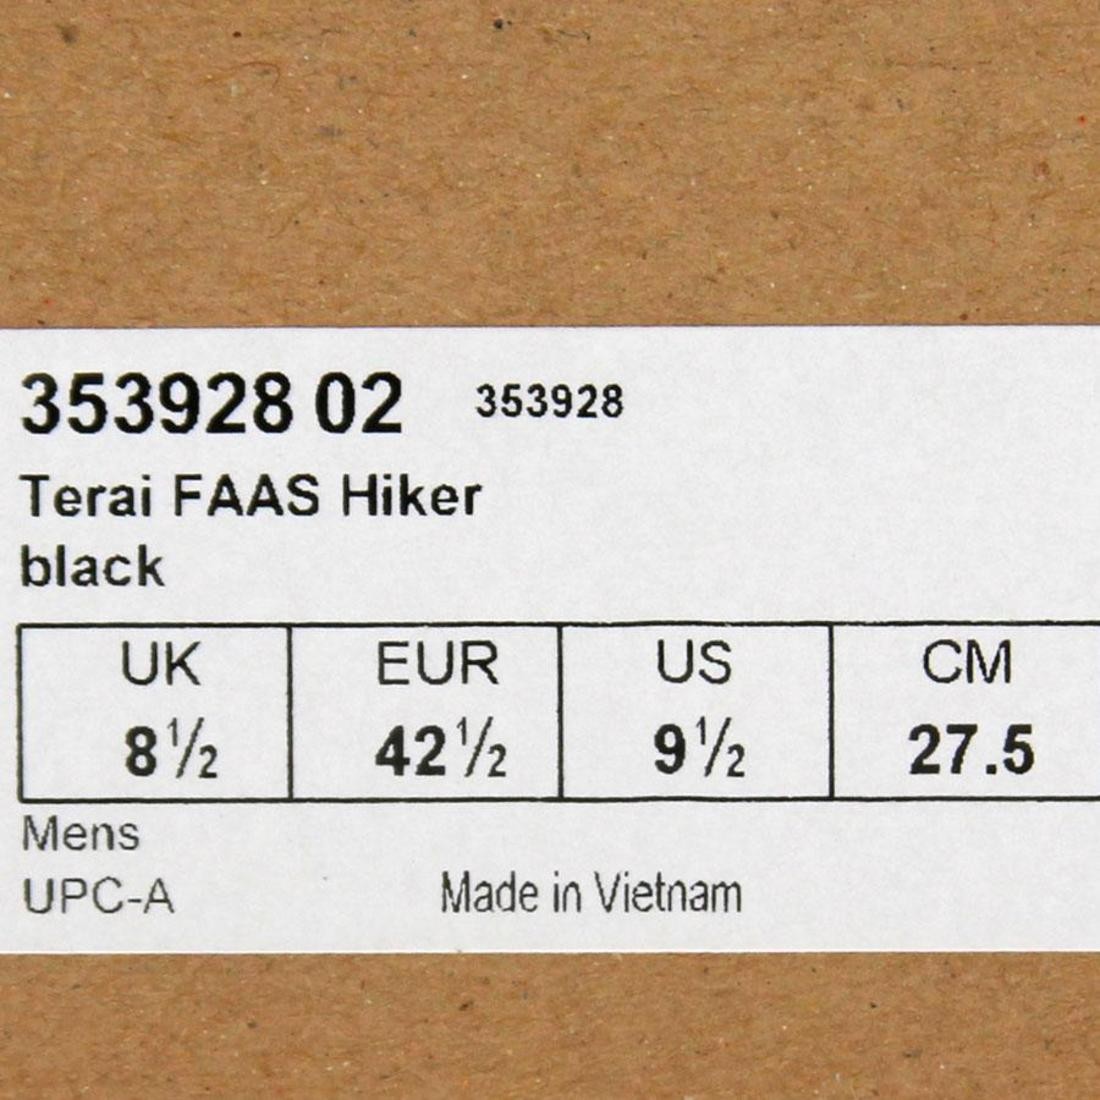 353928 02 353928
Terai FAAS Hiker
black
UK EUR US CM
8½ 42½ 9½ 27.5
Mens
UPC-A Made in Vietnam